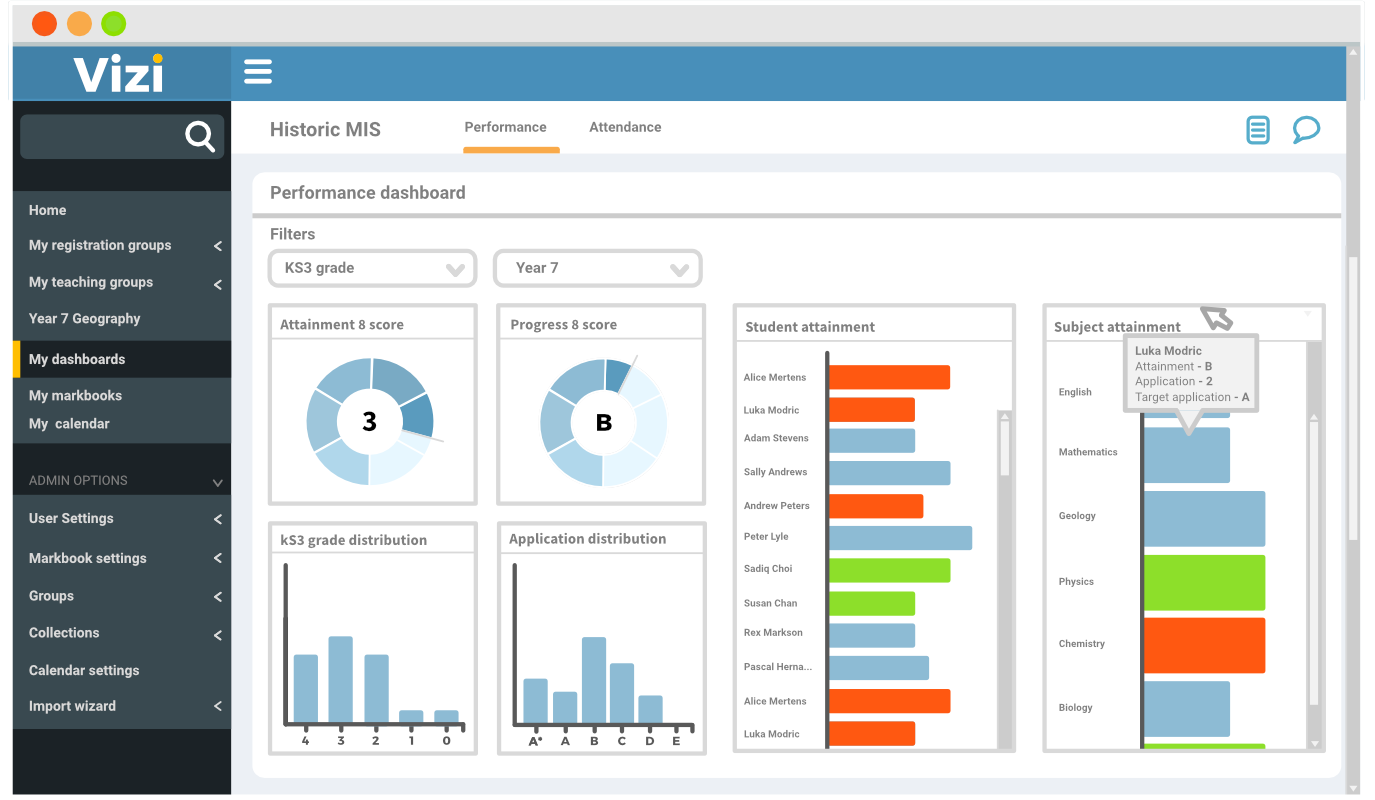 Vizi
Historic MIS
Performance
Attendance
Home
My registration groups
My teaching groups
Year 7 Geography
My dashboards
My markbooks
My calendar
ADMIN OPTIONS
User Settings
Markbook settings
Groups
Collections
Calendar settings
Import wizard
Performance dashboard
Filters
KS3 grade
Year 7
Attainment 8 score
3
Progress 8 score
B
kS3 grade distribution
4 3 2 1 0
Application distribution
A* A B C D E
Student attainment
Alice Mertens
Luka Modric
Adam Stevens
Sally Andrews
Andrew Peters
Peter Lyle
Sadiq Choi
Susan Chan
Rex Markson
Pascal Herna...
Alice Mertens
Luka Modric
Subject attainment
Luka Modric
Attainment - B
Application - 2
Target application - A
English
Mathematics
Geology
Physics
Chemistry
Biology